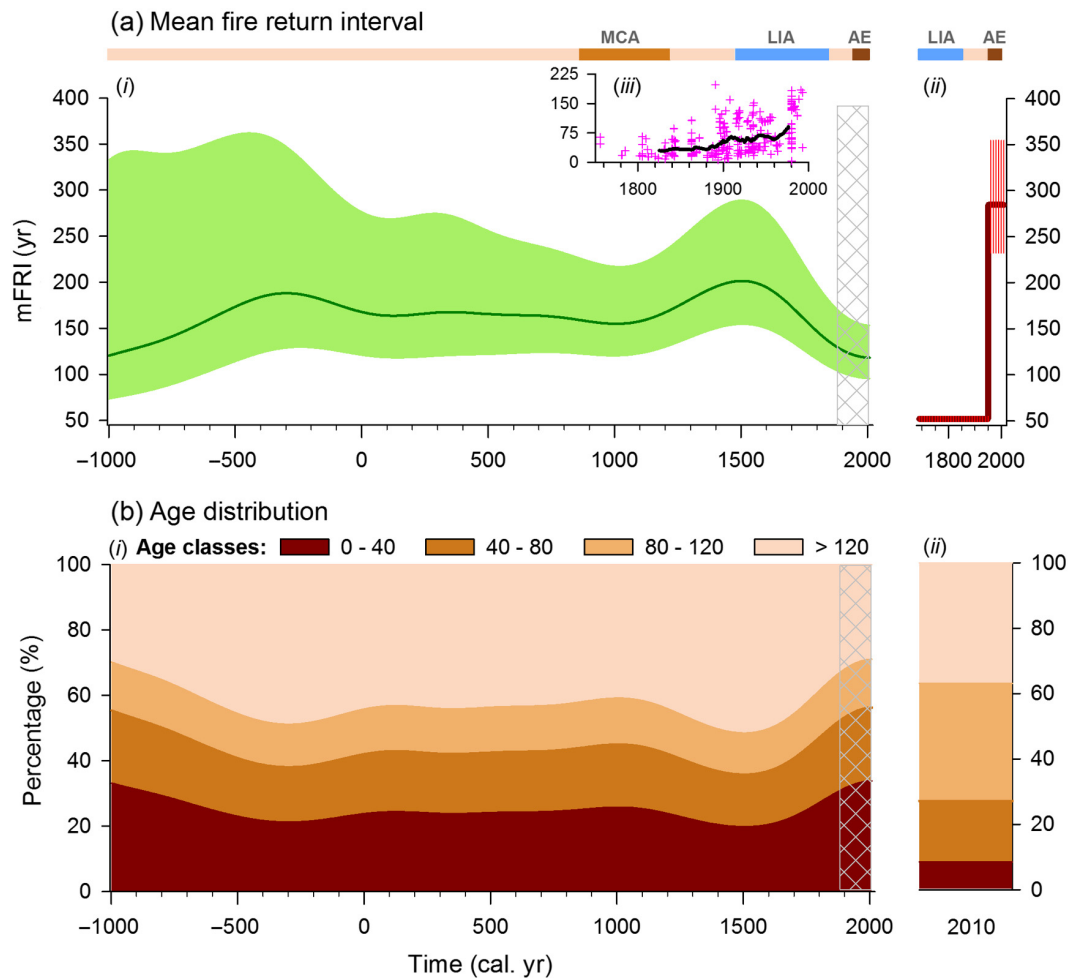 (a) Mean fire return interval
MCA LIA AE LIA AE
(i) (iii) (ii)
mFRI (yr)
400 350 300 250 200 150 100 50
225 150 75 0
1800 1900 2000
400 350 300 250 200 150 100 50
−1000 −500 0 500 1000 1500 2000
1800 2000
(b) Age distribution
(i) Age classes: 0 - 40 40 - 80 80 - 120 > 120 (ii)
Percentage (%)
100 80 60 40 20 0
100 80 60 40 20 0
−1000 −500 0 500 1000 1500 2000
2010
Time (cal. yr)